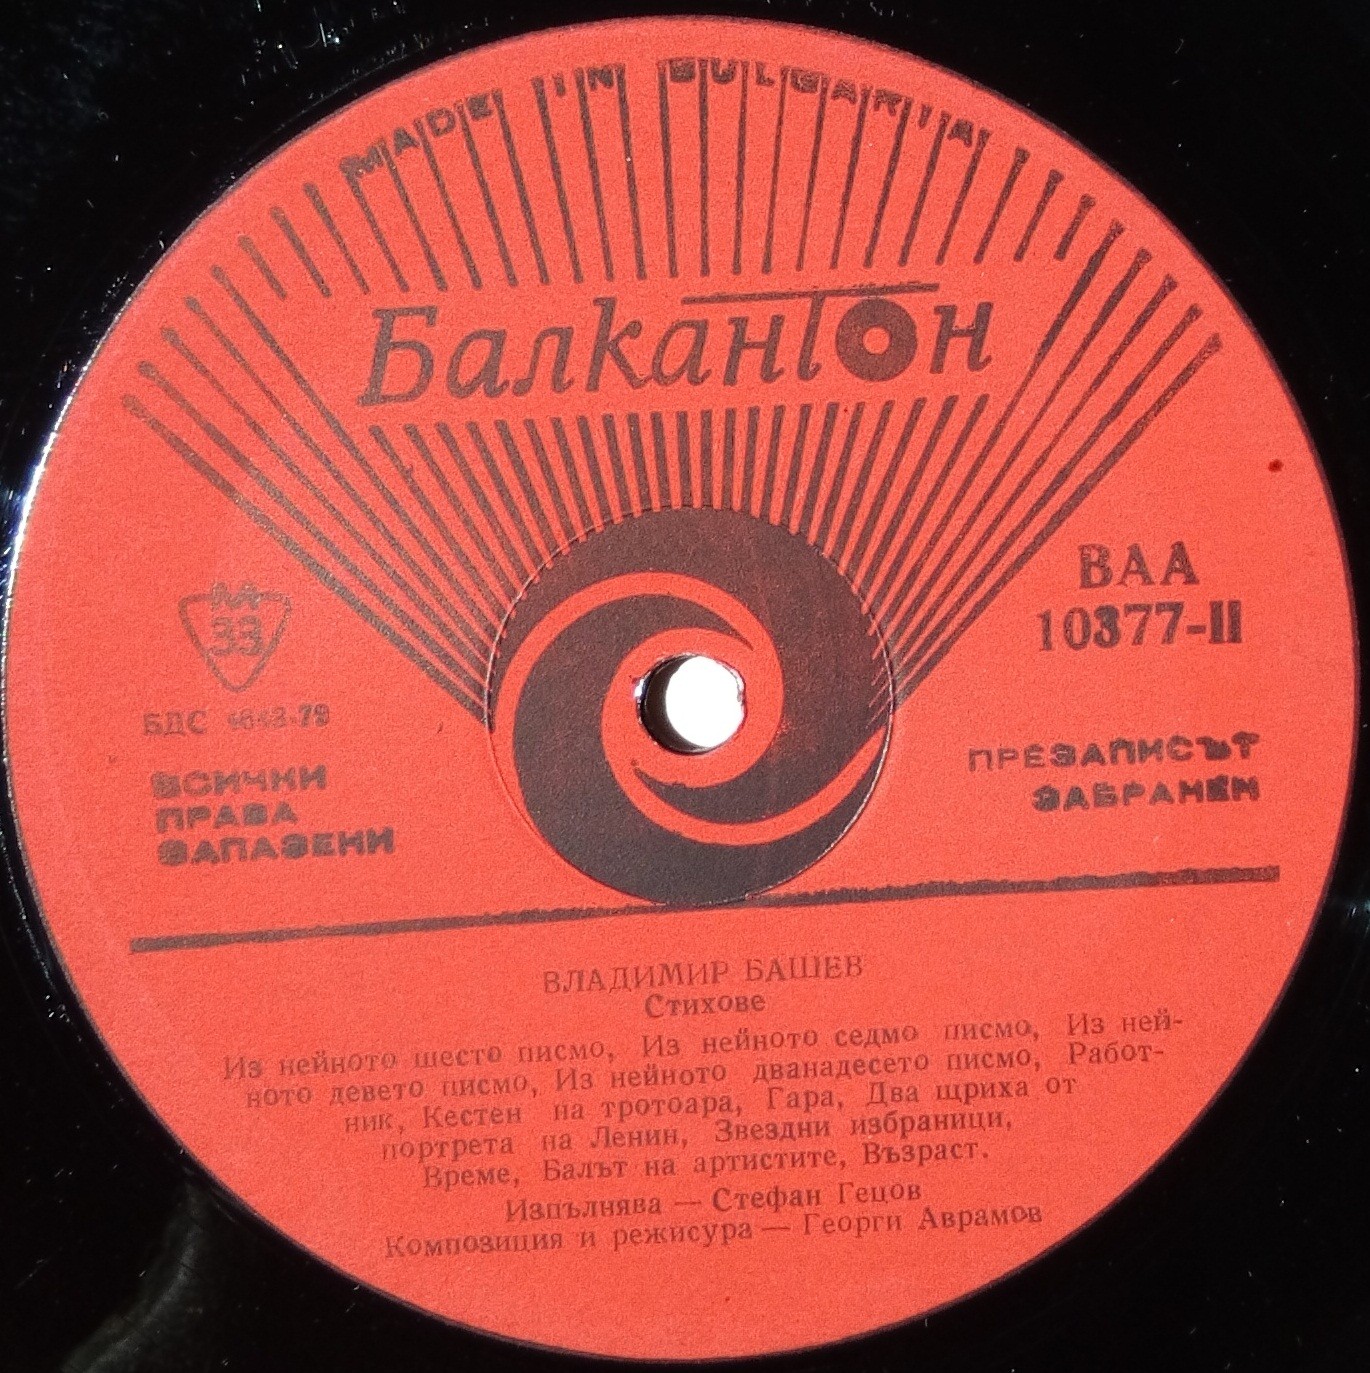 MADE IN BULGARIA
Балкантон
ВАА
10377-II
33
БДС
ВСИЧКИ
ПРАВА
ЗАПАЗЕНИ
ПРЕЗАПИСЪТ
ЗАБРАНЕН
ВЛАДИМИР БАШЕВ
Стихове
Из нейното шесто писмо, Из нейното седмо писмо, Из ней-
ното девето писмо, Из нейното дванадесето писмо, Работ-
ник, Кестен на тротоара, Гара, Два щриха от
портрета на Ленин, Звездни избраници,
Време, Балът на артистите, Възраст.
Изпълнява — Стефан Гецов
Композиция и режисура — Георги Аврамов